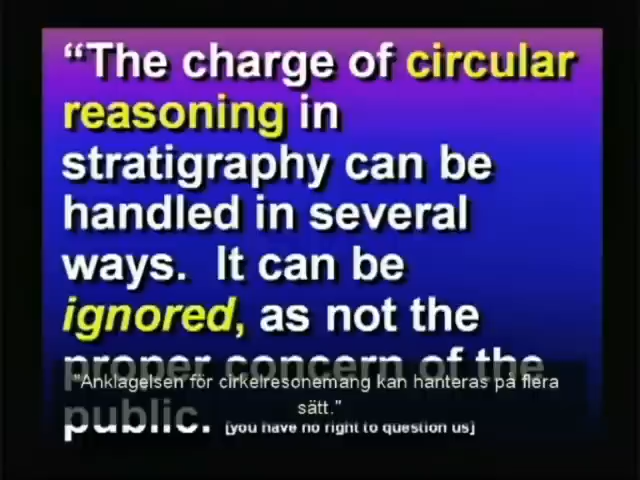 “The charge of circular
reasoning in
stratigraphy can be
handled in several
ways. It can be
ignored, as not the
proper concern of the
public. [you have no right to question us]
"Anklagelsen för cirkelresonemang kan hanteras på flera
sätt."